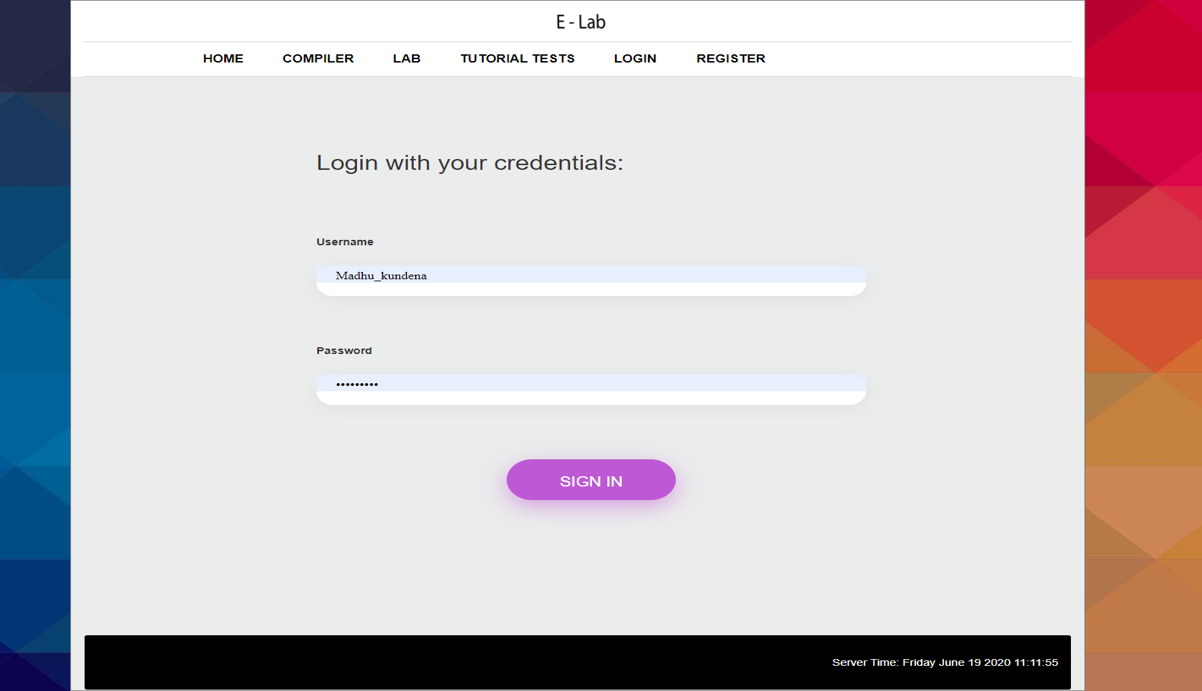 E - Lab
HOME COMPILER LAB TUTORIAL TESTS LOGIN REGISTER
Login with your credentials:
Username
Madhu_kundena
Password
•••••••••
SIGN IN
Server Time: Friday June 19 2020 11:11:55